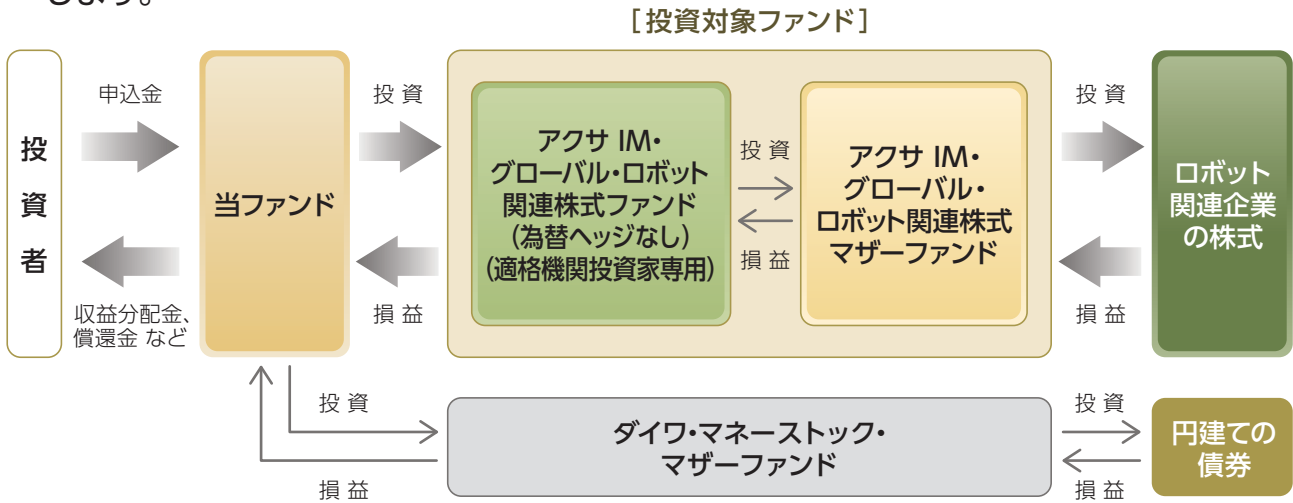 します。
［投資対象ファンド］
投資者
申込金
収益分配金、
償還金 など
当ファンド
投 資
損 益
アクサ IM・
グローバル・ロボット
関連株式ファンド
（為替ヘッジなし）
（適格機関投資家専用）
投 資
損 益
アクサ IM・
グローバル・
ロボット関連株式
マザーファンド
投 資
損 益
ロボット
関連企業
の株式
投 資
損 益
ダイワ・マネーストック・
マザーファンド
投 資
損 益
円建ての
債券